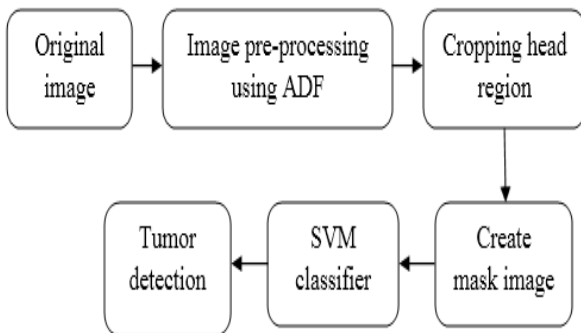 Original
image
Image pre-processing
using ADF
Cropping head
region
Create
mask image
SVM
classifier
Tumor
detection